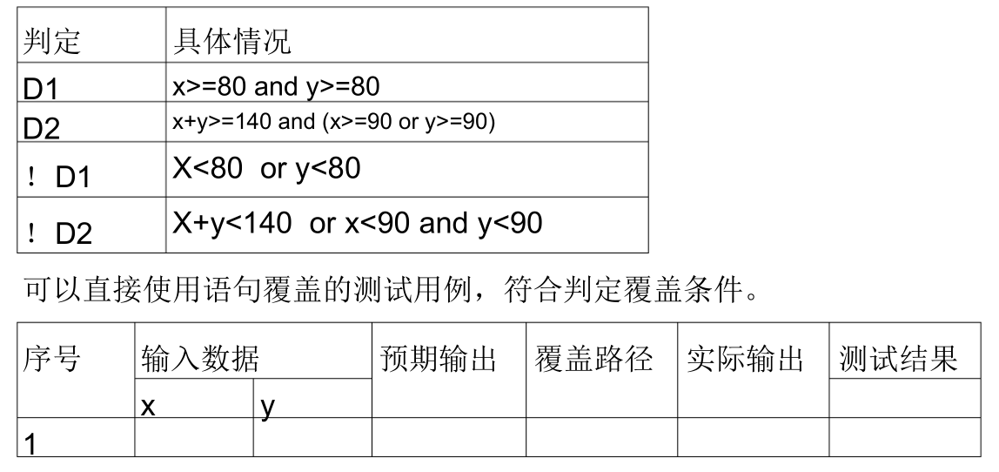 判定 具体情况
D1 x>=80 and y>=80
D2 x+y>=140 and (x>=90 or y>=90)
！D1 X<80 or y<80
！D2 X+y<140 or x<90 and y<90
可以直接使用语句覆盖的测试用例，符合判定覆盖条件。
序号 输入数据 预期输出 覆盖路径 实际输出 测试结果
x y
1